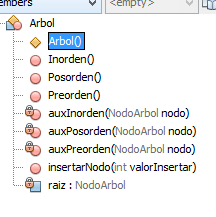 embers
<empty>
Arbol
Arbol()
Inorden()
Posorden()
Preorden()
auxInorden(NodoArbol nodo)
auxPosorden(NodoArbol nodo)
auxPreorden(NodoArbol nodo)
insertarNodo(int valorInsertar)
raiz : NodoArbol